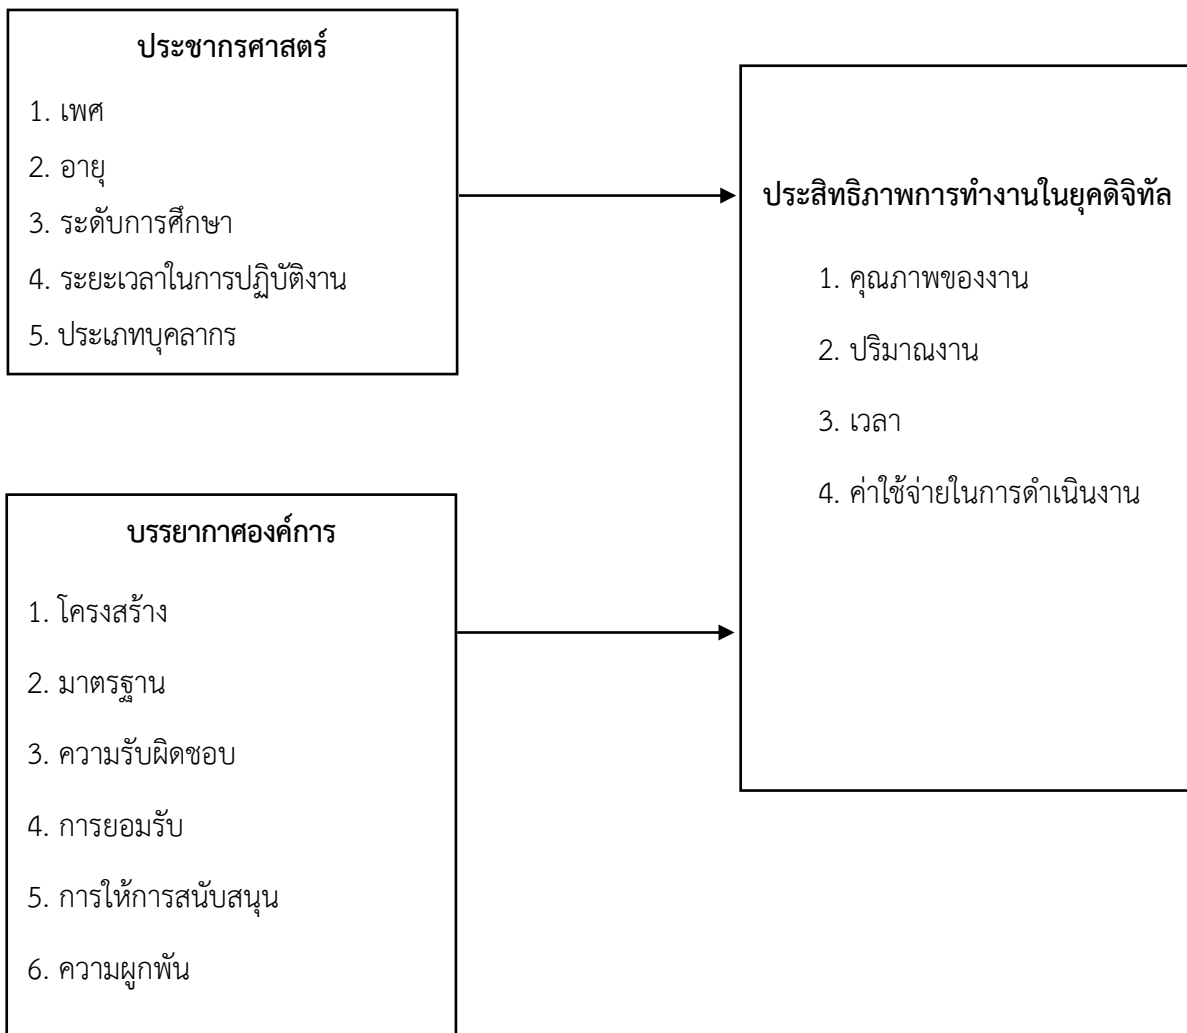 ประชากรศาสตร์
1. เพศ
2. อายุ
3. ระดับการศึกษา
4. ระยะเวลาในการปฏิบัติงาน
5. ประเภทบุคลากร
บรรยากาศองค์การ
1. โครงสร้าง
2. มาตรฐาน
3. ความรับผิดชอบ
4. การยอมรับ
5. การให้การสนับสนุน
6. ความผูกพัน
ประสิทธิภาพการทำงานในยุคดิจิทัล
1. คุณภาพของงาน
2. ปริมาณงาน
3. เวลา
4. ค่าใช้จ่ายในการดำเนินงาน